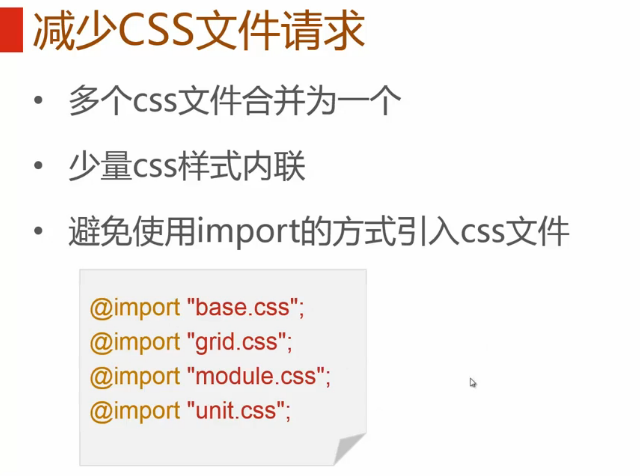 减少CSS文件请求
• 多个css文件合并为一个
• 少量css样式内联
• 避免使用import的方式引入css文件
@import "base.css";
@import "grid.css";
@import "module.css";
@import "unit.css";